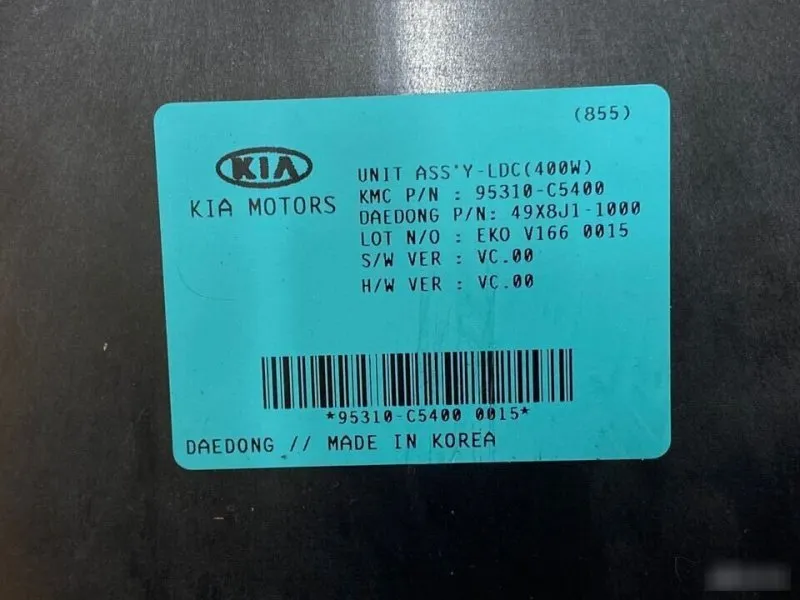 (855)
KIA
KIA MOTORS
UNIT ASS'Y-LDC(400W)
KMC P/N : 95310-C5400
DAEDONG P/N: 49X8J1-1000
LOT N/O : EKO V166 0015
S/W VER : VC.00
H/W VER : VC.00
*95310-C5400 0015*
DAEDONG // MADE IN KOREA